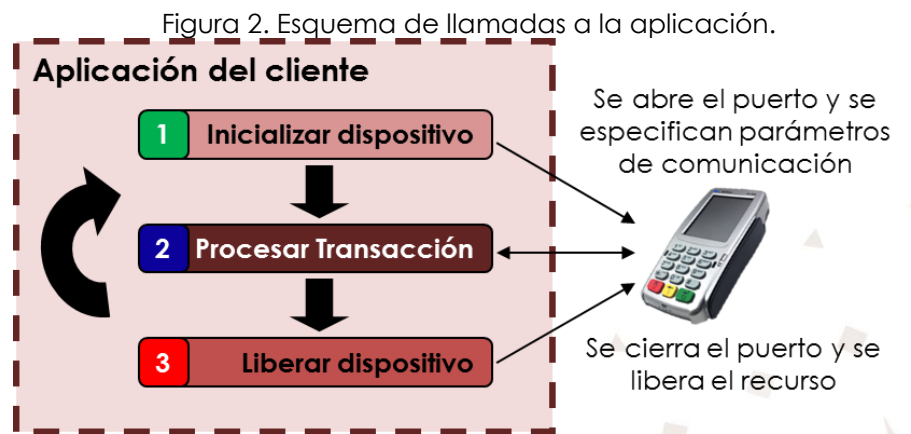 Figura 2. Esquema de llamadas a la aplicación.
Aplicación del cliente
1 Inicializar dispositivo
Se abre el puerto y se
especifican parámetros
de comunicación
2 Procesar Transacción
3 Liberar dispositivo
Se cierra el puerto y se
libera el recurso